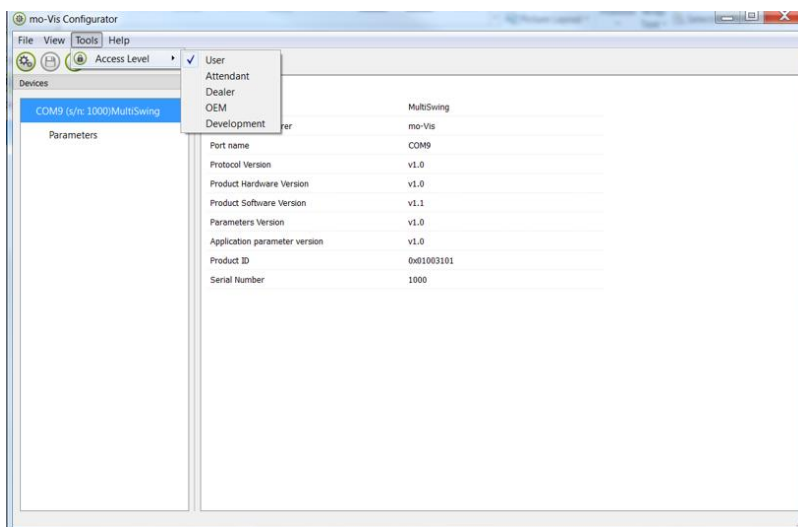 mo-Vis Configurator
File View Tools Help
Access Level
User
Attendant
Dealer
OEM
Development
Devices
COM9 (s/n: 1000)MultiSwing
Parameters
MultiSwing
mo-Vis
Port name COM9
Protocol Version v1.0
Product Hardware Version v1.0
Product Software Version v1.1
Parameters Version v1.0
Application parameter version v1.0
Product ID 0x01003101
Serial Number 1000